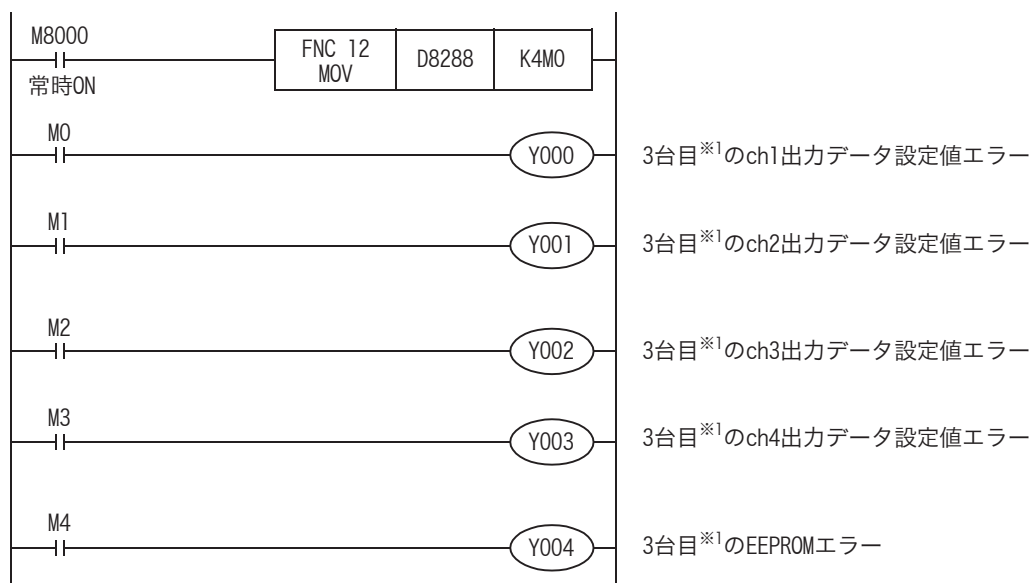 M8000
FNC 12 D8288 K4M0
MOV
常時ON
M0
Y000 3台目※1のch1出力データ設定値エラー
M1
Y001 3台目※1のch2出力データ設定値エラー
M2
Y002 3台目※1のch3出力データ設定値エラー
M3
Y003 3台目※1のch4出力データ設定値エラー
M4
Y004 3台目※1のEEPROMエラー